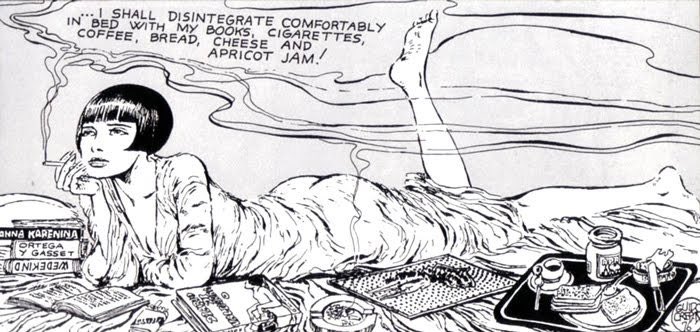 ...I SHALL DISINTEGRATE COMFORTABLY
IN BED WITH MY BOOKS, CIGARETTES,
COFFEE, BREAD, CHEESE AND
APRICOT JAM!
ANNA KARENINA
ORTEGA
Y GASSET
WEDEKIND